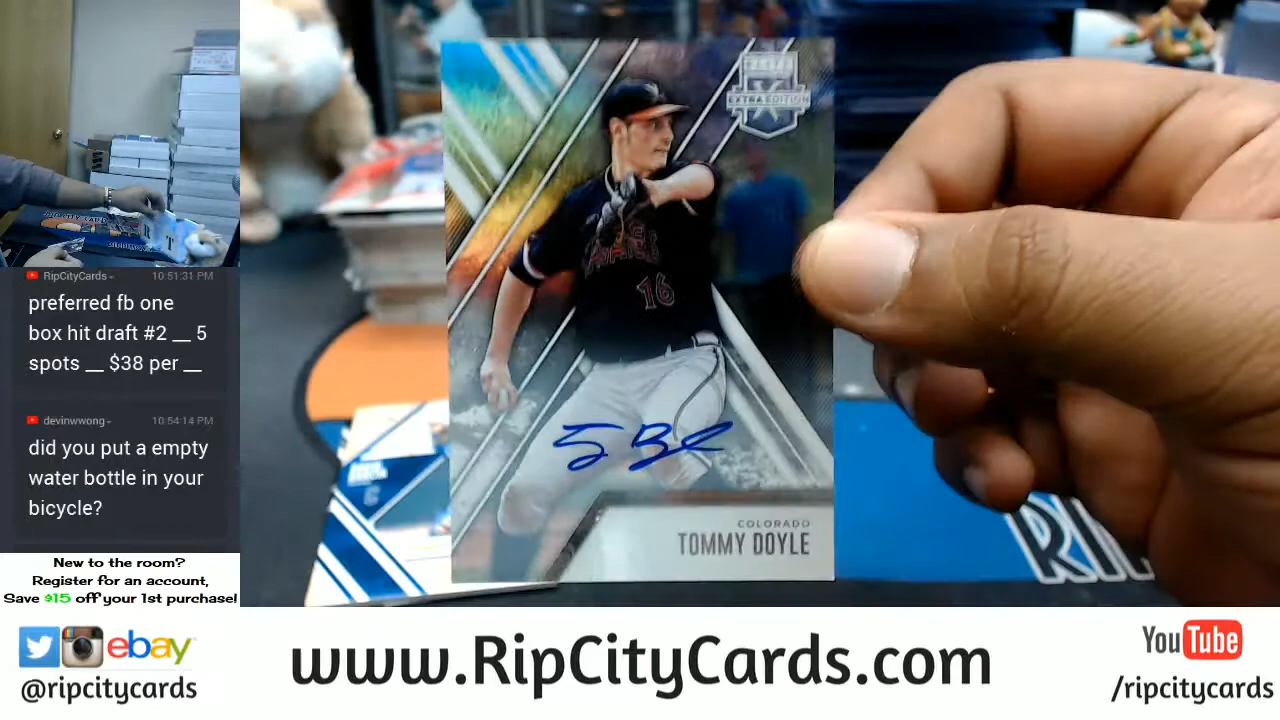 RipCityCards
10:51:31 PM
preferred fb one
box hit draft #2 __ 5
spots __ $38 per __
devinwwong
10:54:14 PM
did you put a empty
water bottle in your
bicycle?
New to the room?
Register for an account,
Save $15 off your 1st purchase!
EXTRA EDITION
16
COLORADO
TOMMY DOYLE
RI
ebay
@ripcitycards
www.RipCityCards.com
YouTube
/ripcitycards